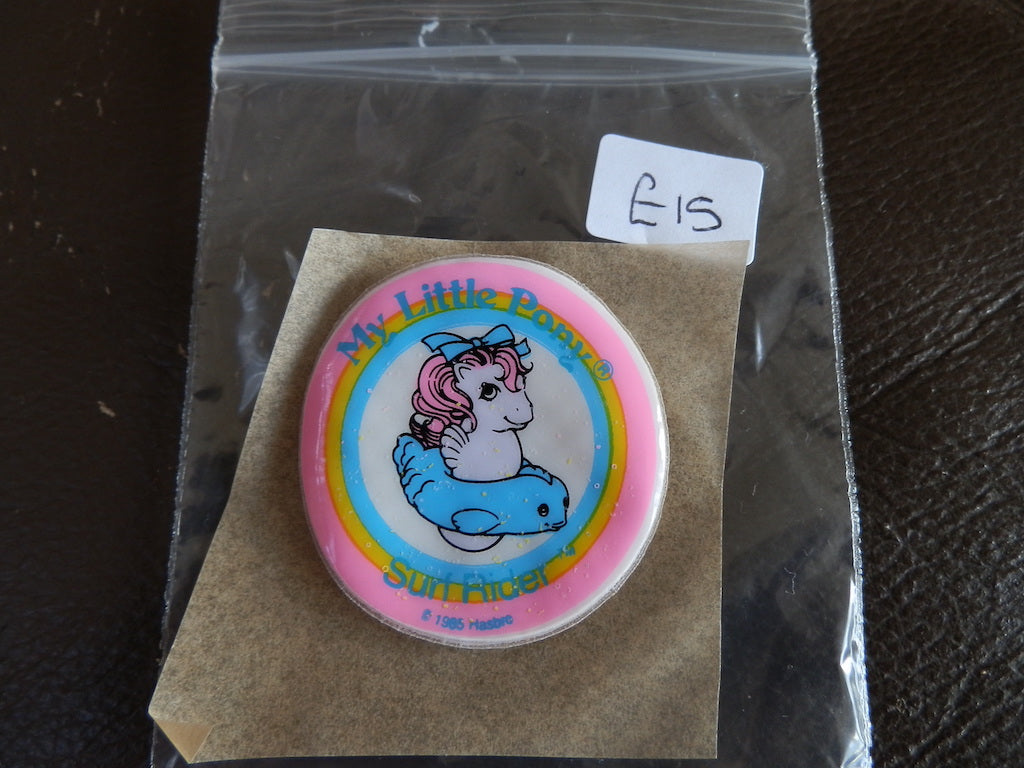 £15
My Little Pony®
Surf Rider™
© 1985 Hasbro